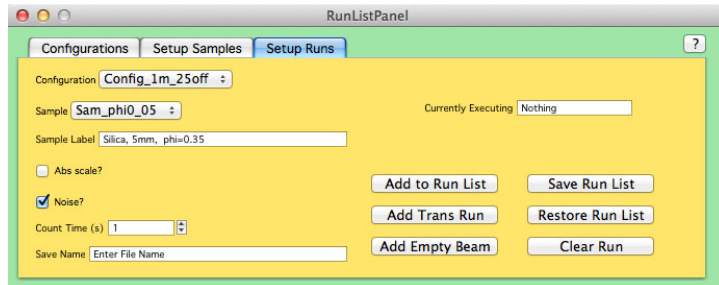 RunListPanel
Configurations Setup Samples Setup Runs ?
Configuration Config_1m_25off
Sample Sam_phi0_05 Currently Executing Nothing
Sample Label Silica, 5mm, phi=0.35
Abs scale?
Add to Run List Save Run List
Noise?
Add Trans Run Restore Run List
Count Time (s) 1
Add Empty Beam Clear Run
Save Name Enter File Name